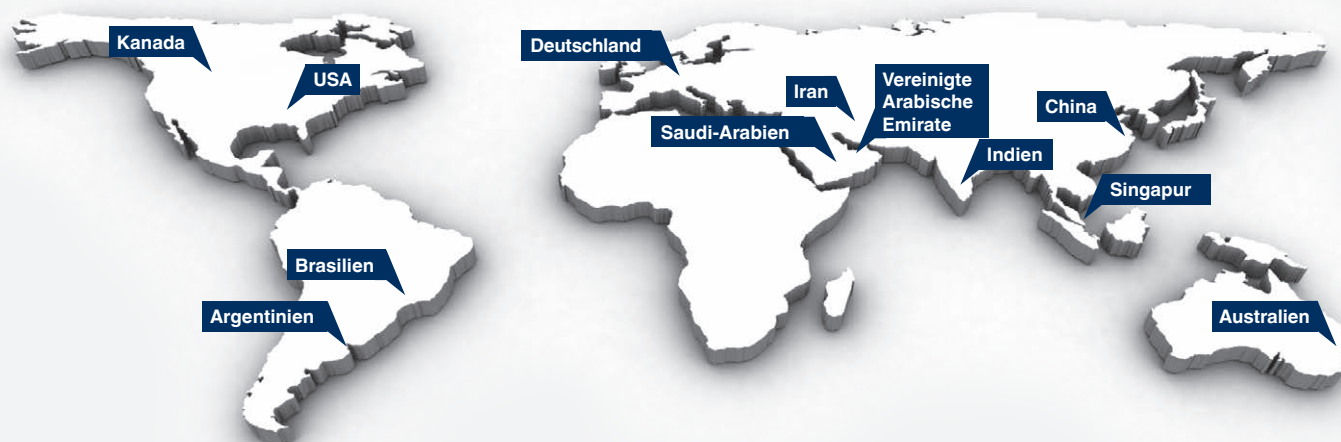 Kanada
USA
Deutschland
Iran
Vereinigte
Arabische
Emirate
China
Saudi-Arabien
Indien
Singapur
Brasilien
Argentinien
Australien